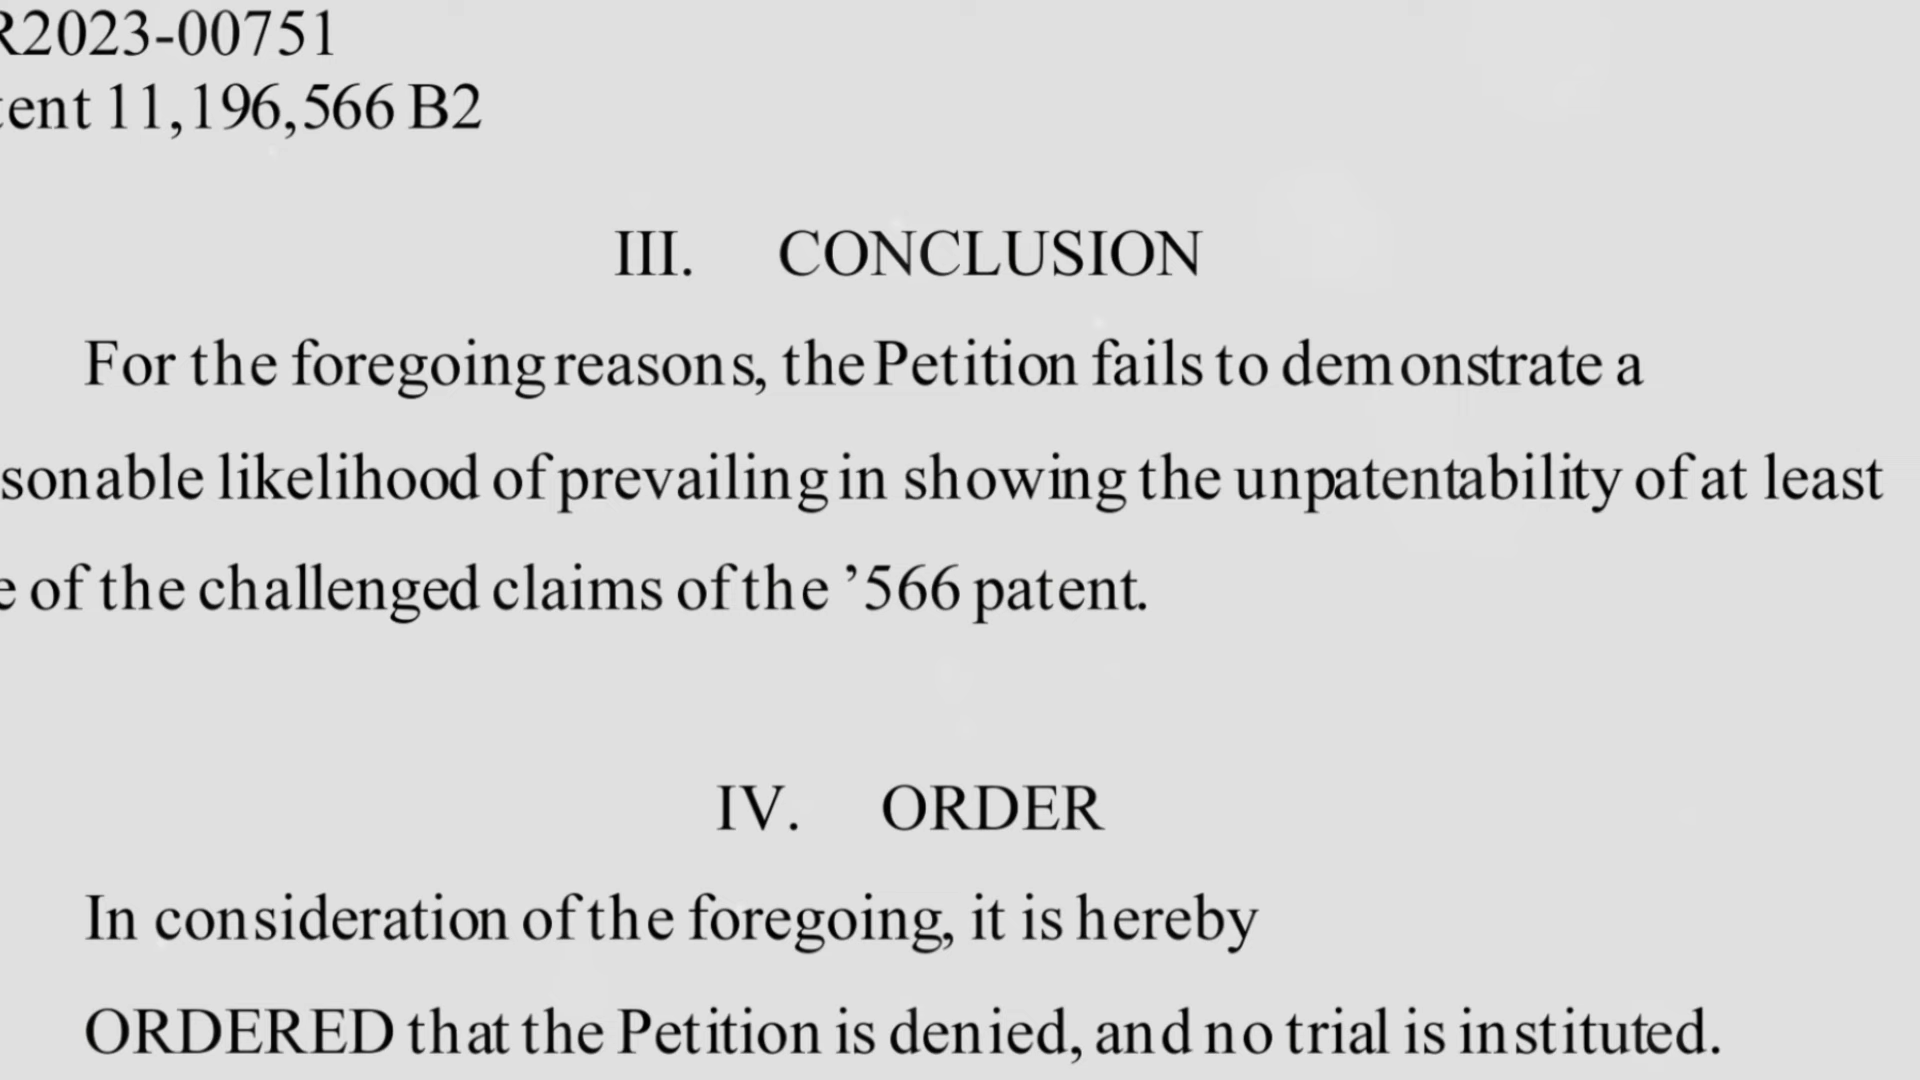 R2023-00751
tent 11,196,566 B2
III. CONCLUSION
For the foregoing reasons, the Petition fails to demonstrate a
sonable likelihood of prevailing in showing the unpatentability of at least
e of the challenged claims of the ’566 patent.
IV. ORDER
In consideration of the foregoing, it is hereby
ORDERED that the Petition is denied, and no trial is instituted.